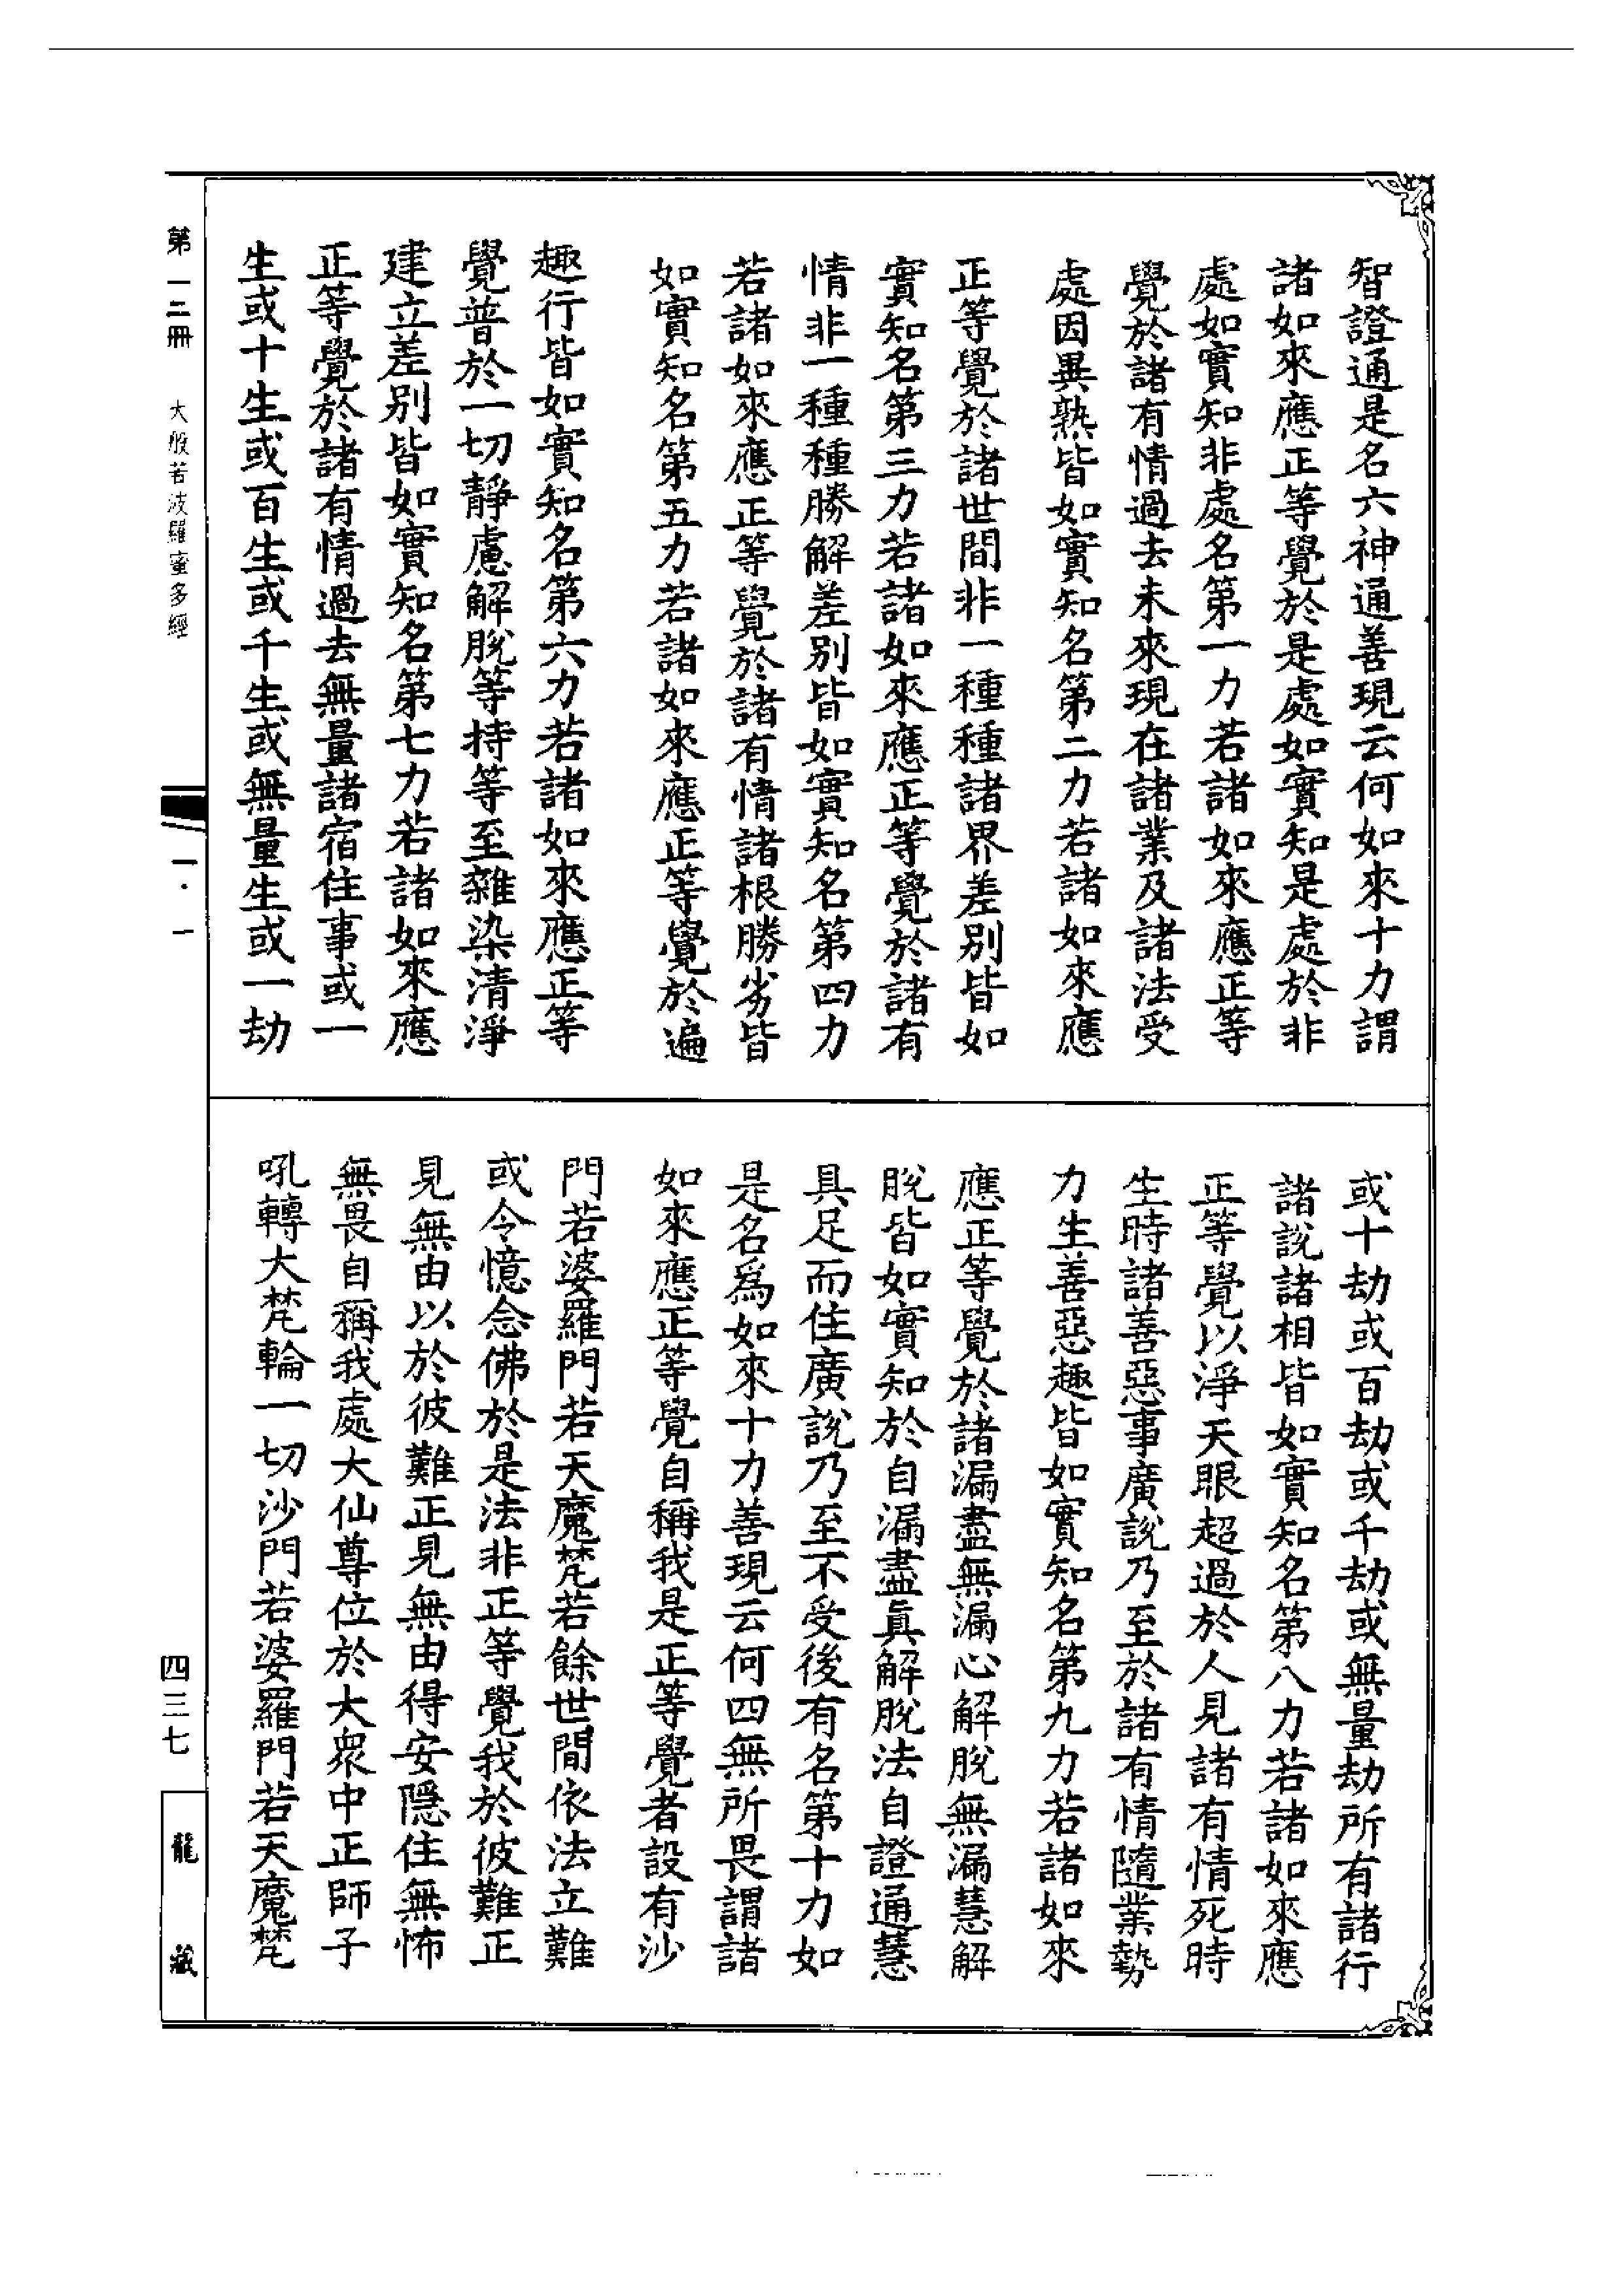 智證通是名六神通善現云何如來十力謂
諸如來應正等覺於是處如實知是處於非
處如實知非處名第一力若諸如來應正等
覺於諸有情過去未來現在諸業及諸法受
處因異熟皆如實知名第二力若諸如來應
正等覺於諸世間非一種種諸界差別皆如
實知名第三力若諸如來應正等覺於諸有
情非一種種勝解差別皆如實知名第四力
若諸如來應正等覺於諸有情諸根勝劣皆
如實知名第五力若諸如來應正等覺於遍
趣行皆如實知名第六力若諸如來應正等
覺普於一切靜慮解脫等持等至雜染清淨
建立差別皆如實知名第七力若諸如來應
正等覺於諸有情過去無量諸宿住事或一
生或十生或百生或千生或無量生或一劫
或十劫或百劫或千劫或無量劫所有諸行
諸說諸相皆如實知名第八力若諸如來應
正等覺以淨天眼超過於人見諸有情死時
生時諸善惡事廣說乃至於諸有情隨業勢
力生善惡趣皆如實知名第九力若諸如來
應正等覺於諸漏盡無漏心解脫無漏慧解
脫皆如實知於自漏盡真解脫法自證通慧
具足而住廣說乃至不受後有名第十力如
是名爲如來十力善現云何四無所畏謂諸
如來應正等覺自稱我是正等覺者設有沙
門若婆羅門若天魔梵若餘世間依法立難
或令憶念佛於是法非正等覺我於彼難正
見無由以於彼難正見無由得安隱住無怖
無畏自稱我處大仙尊位於大眾中正師子
吼轉大梵輪一切沙門若婆羅門若天魔梵
第一二冊 大般若波羅蜜多經
一·一
四三七
龍藏